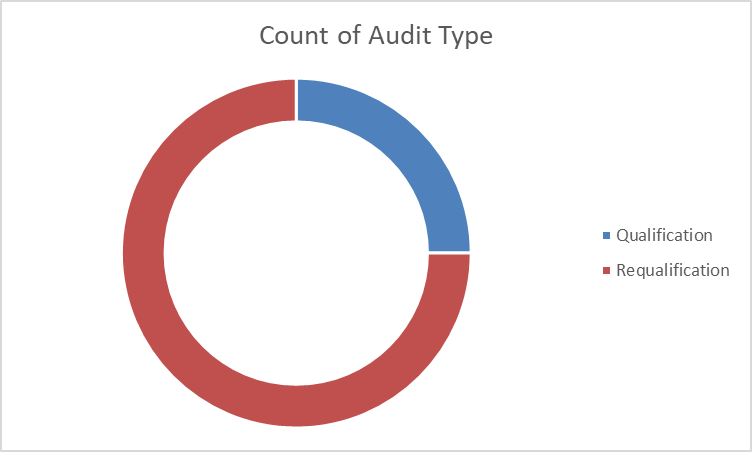 Count of Audit Type
Qualification
Requalification